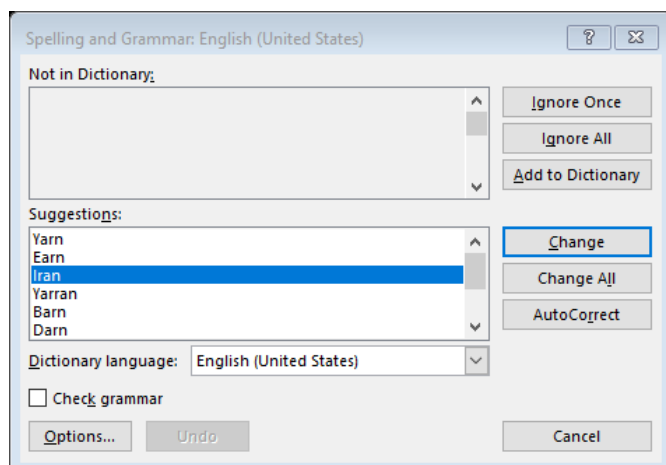 Spelling and Grammar: English (United States)
Not in Dictionary:
Ignore Once
Ignore All
Add to Dictionary
Suggestions:
Yarn
Earn
Iran
Yarran
Barn
Darn
Change
Change All
AutoCorrect
Dictionary language: English (United States)
Check grammar
Options... Undo Cancel